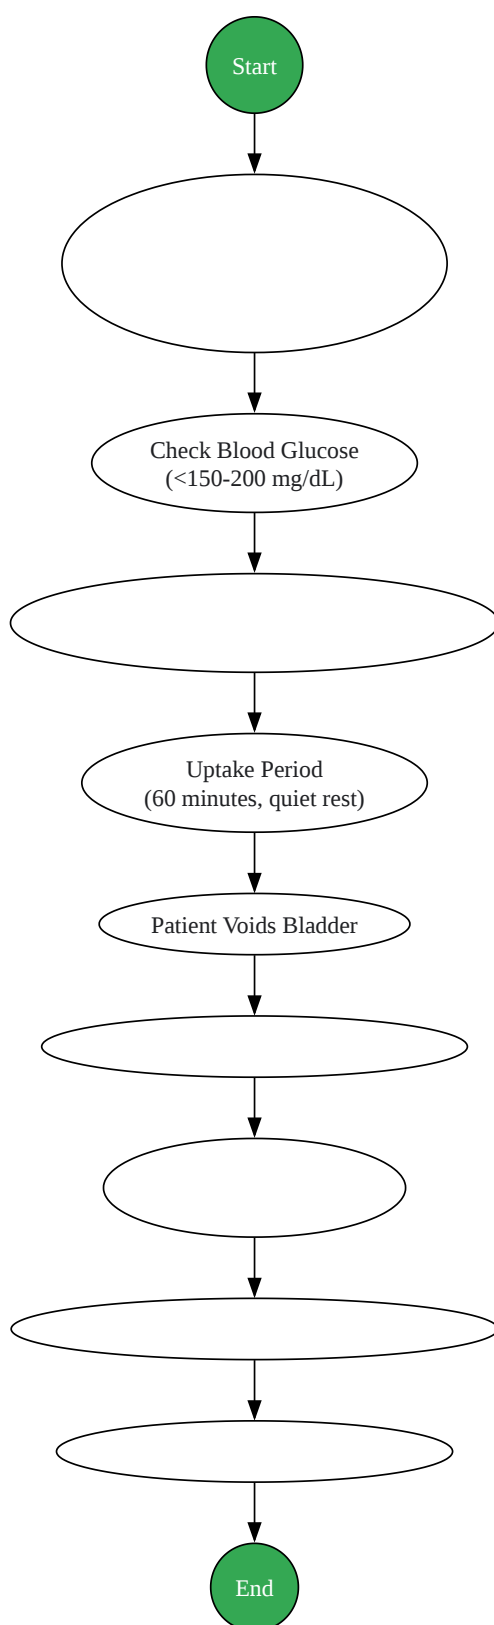 Start
Check Blood Glucose
(<150-200 mg/dL)
Uptake Period
(60 minutes, quiet rest)
Patient Voids Bladder
End